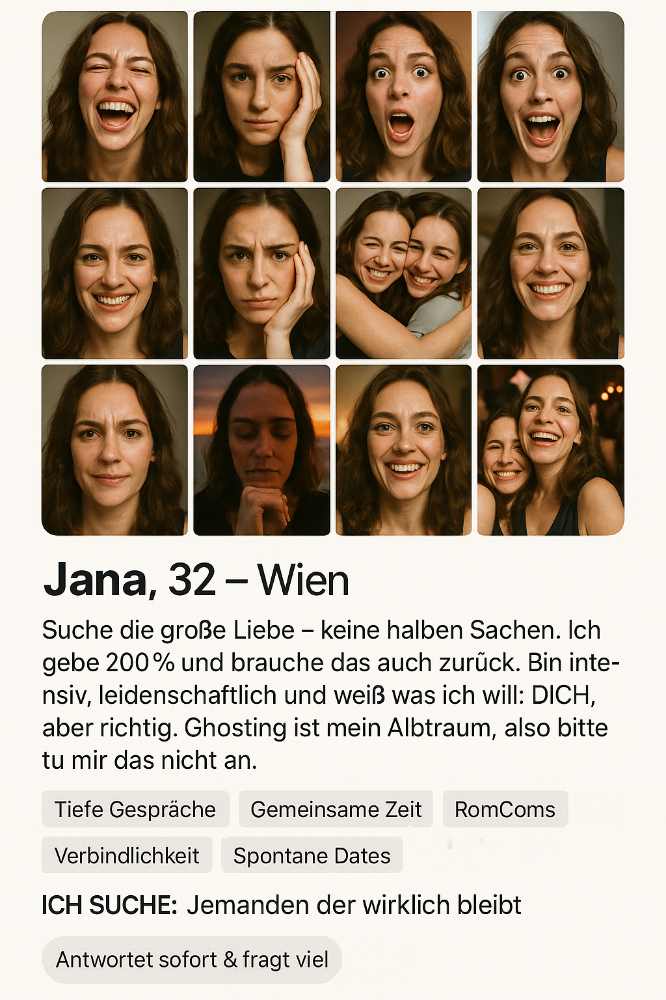 Jana, 32 – Wien
Suche die große Liebe – keine halben Sachen. Ich
gebe 200 % und brauche das auch zurũck. Bin inte-
nsiv, leidenschaftlich und weiß was ich will: DICH,
aber richtig. Ghosting ist mein Albtraum, also bitte
tu mir das nicht an.
Tiefe Gespräche
Gemeinsame Zeit
RomComs
Verbindlichkeit
Spontane Dates
ICH SUCHE: Jemanden der wirklich bleibt
Antwortet sofort & fragt viel